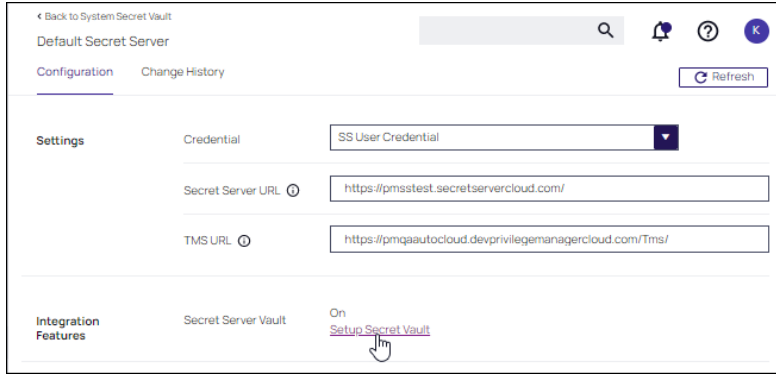 < Back to System Secret Vault
Default Secret Server
K
Configuration Change History
Refresh
Settings
Credential
SS User Credential
Secret Server URL
https://pmsstest.secretservercloud.com/
TMS URL
https://pmqaautocloud.devprivilegemanagercloud.com/Tms/
Integration
Features
Secret Server Vault
On
Setup Secret Vault